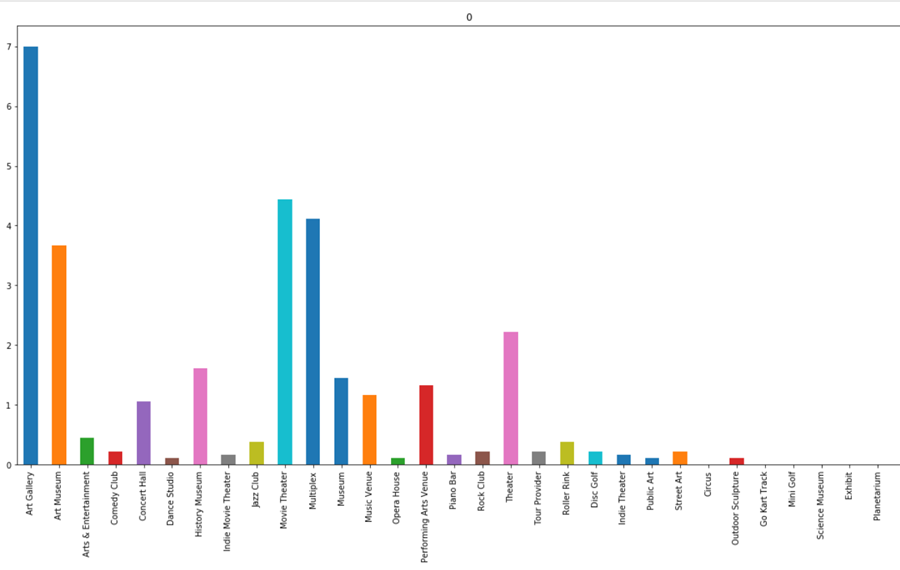 0
7
6
5
4
3
2
1
0
Art Gallery
Art Museum
Arts & Entertainment
Comedy Club
Concert Hall
Dance Studio
History Museum
Indie Movie Theater
Jazz Club
Movie Theater
Multiplex
Museum
Music Venue
Opera House
Performing Arts Venue
Piano Bar
Rock Club
Theater
Tour Provider
Roller Rink
Disc Golf
Indie Theater
Public Art
Street Art
Circus
Outdoor Sculpture
Go Kart Track
Mini Golf
Science Museum
Exhibit
Planetarium